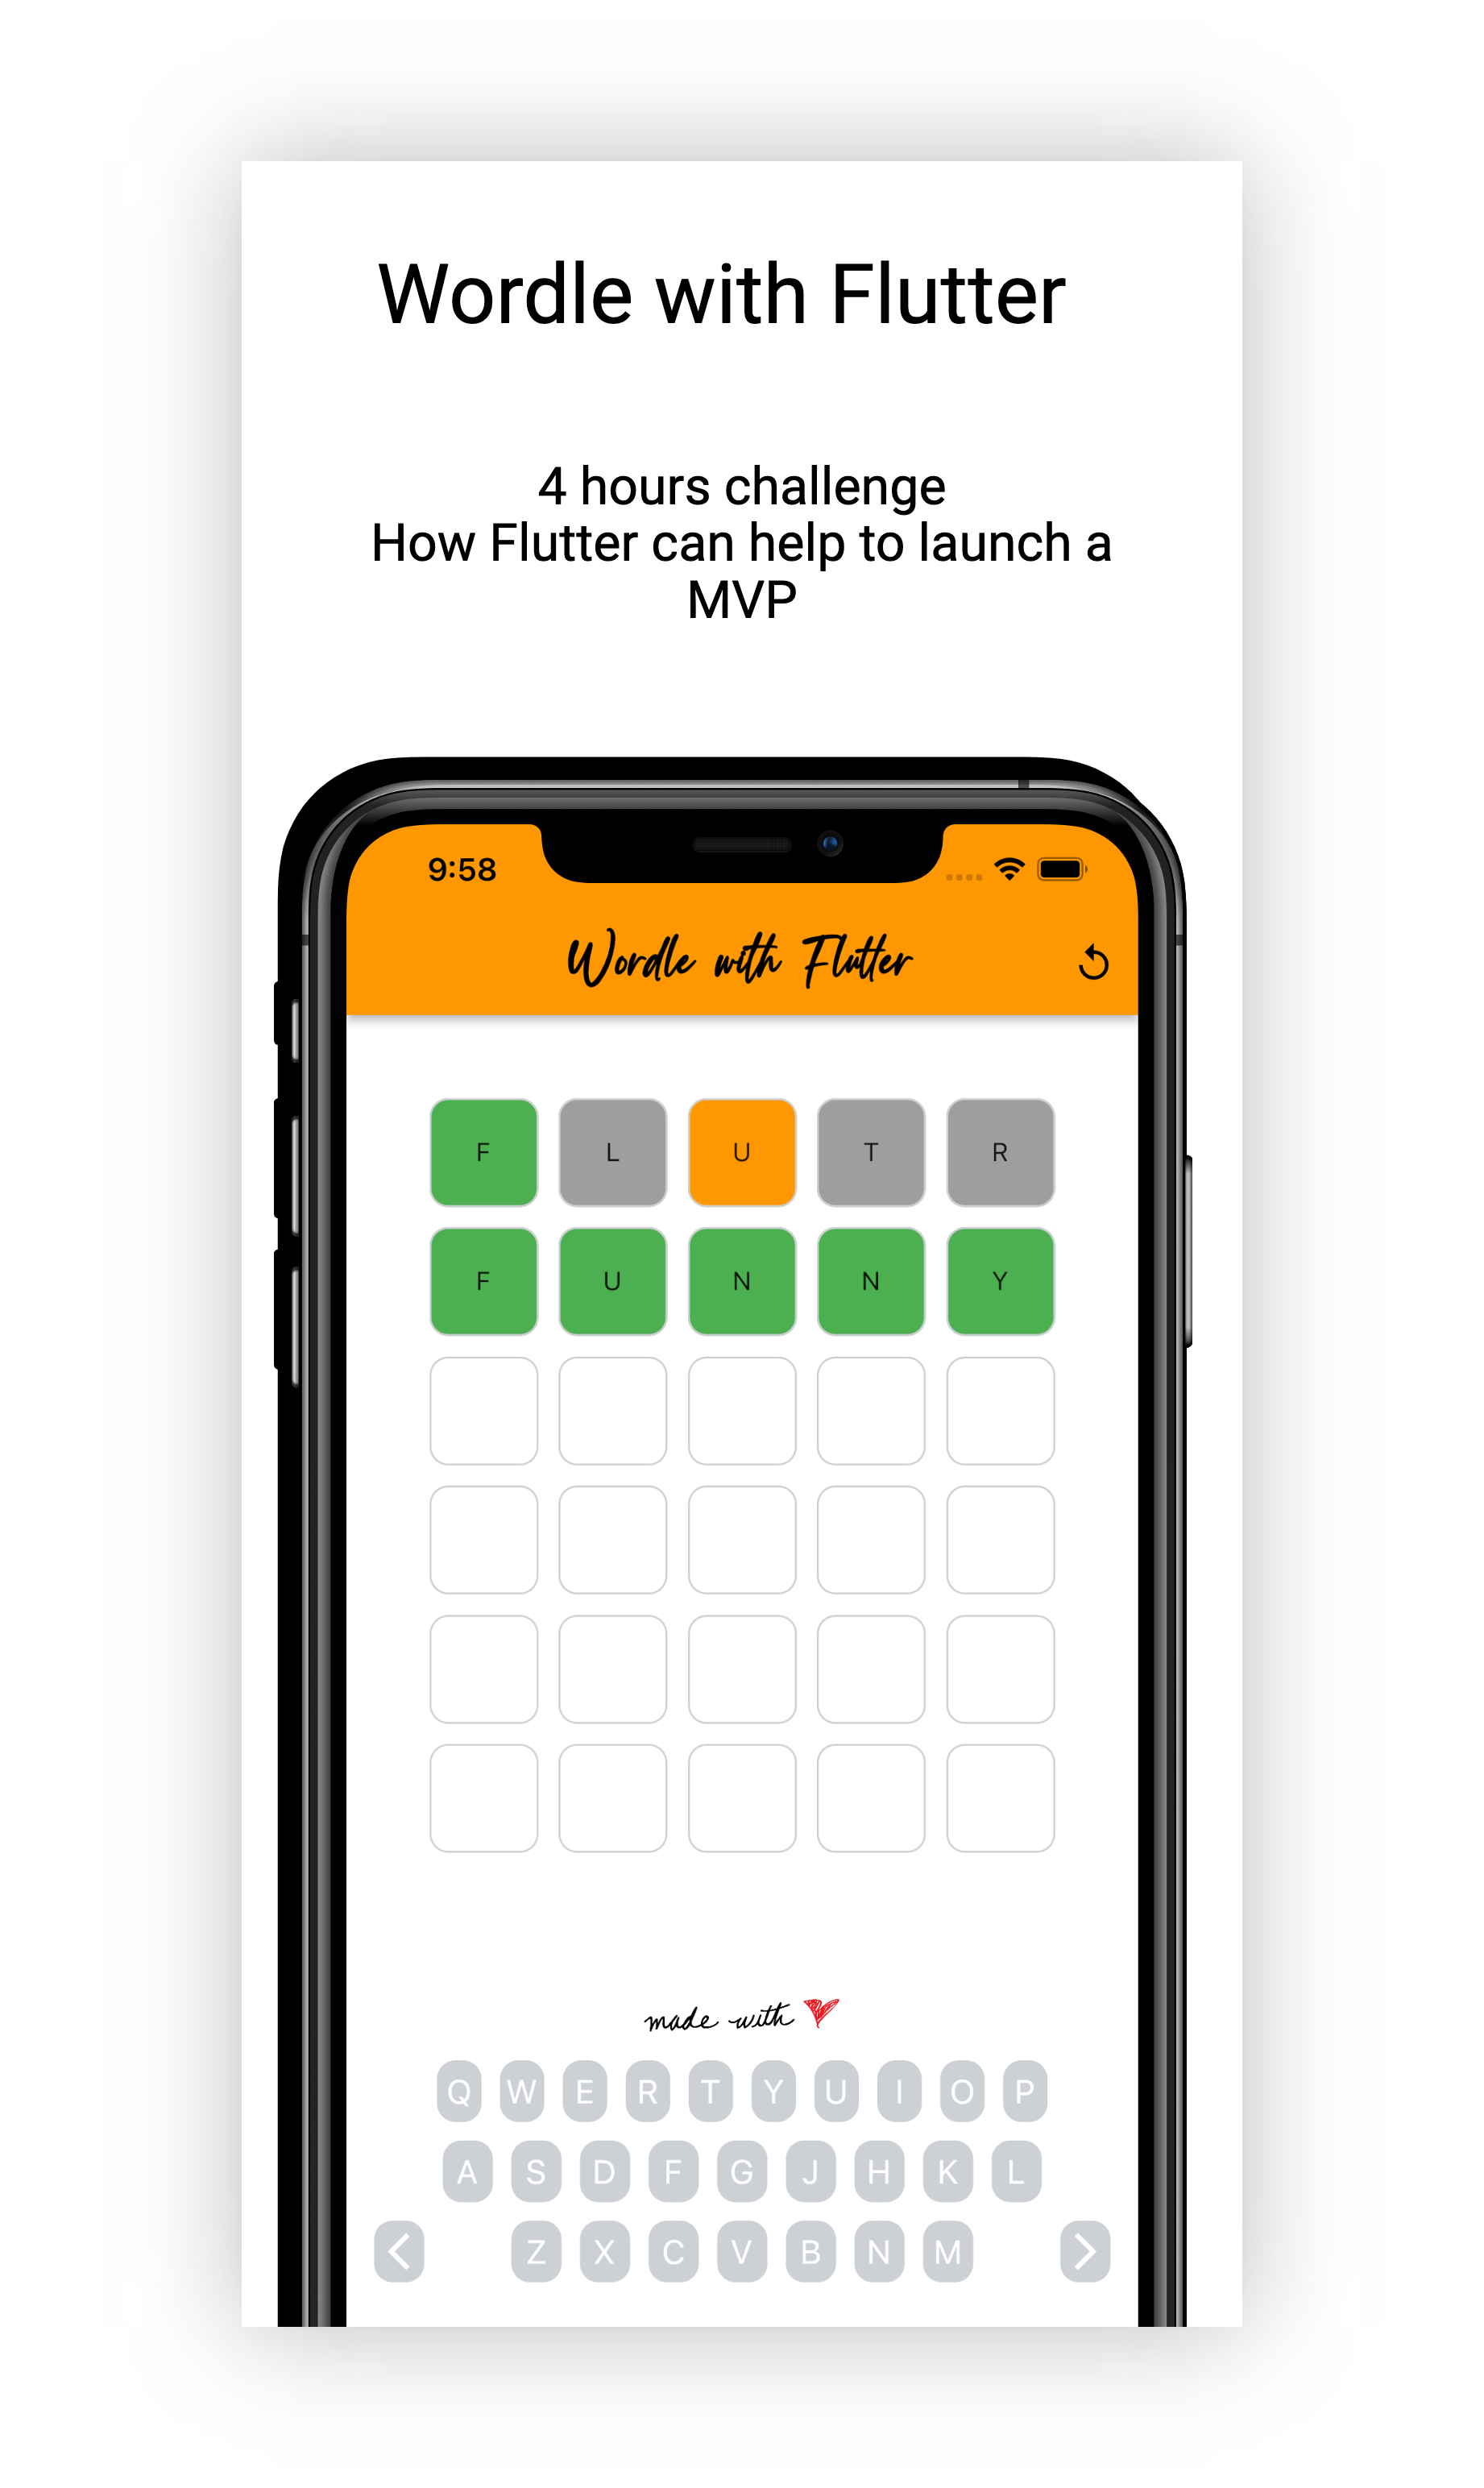 Wordle with Flutter
4 hours challenge
How Flutter can help to launch a
MVP
9:58
Wordle with Flutter
F L U T R
F U N N Y
made with
Q W E R T Y U I O P
A S D F G J H K L
Z X C V B N M